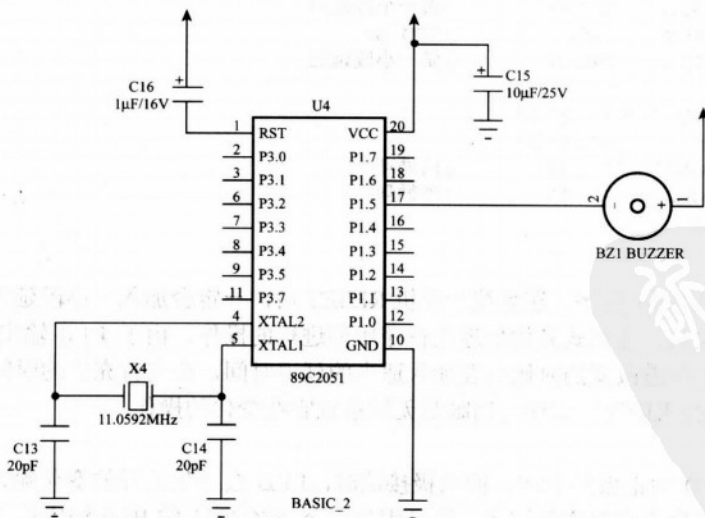 C16
1μF/16V
+
U4
+
C15
10μF/25V
1 RST VCC 20
2 P3.0 P1.7 19
3 P3.1 P1.6 18
6 P3.2 P1.5 17
7 P3.3 P1.4 16
8 P3.4 P1.3 15
9 P3.5 P1.2 14
11 P3.7 P1.1 13
4 XTAL2 P1.0 12
5 XTAL1 GND 10
89C2051
2 - + 1
BZ1 BUZZER
X4
11.0592MHz
C13
20pF
C14
20pF
BASIC_2